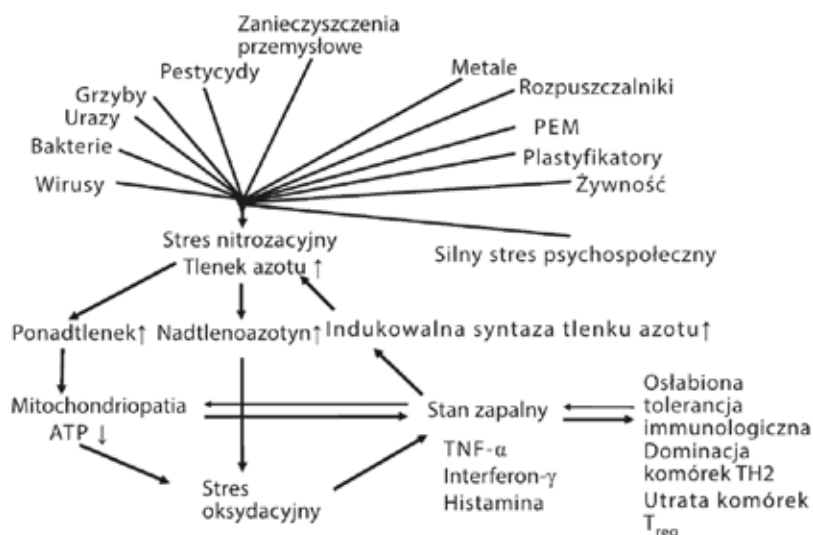 Zanieczyszczenia
przemysłowe
Pestycydy
Metale
Grzyby
Rozpuszczalniki
Urazy
PEM
Bakterie
Plastyfikatory
Wirusy
Żywność
Stres nitrozacyjny
Tlenek azotu ↑
Silny stres psychospołeczny
Ponadtlenek↑
Nadtlenoazotyn↑
Indukowalna syntaza tlenku azotu↑
Mitochondriopatia
ATP ↓
Stan zapalny
TNF-α
Interferon-γ
Histamina
Osłabiona
tolerancja
immunologiczna
Dominacja
komórek TH2
Utrata komórek
Treg
Stres
oksydacyjny